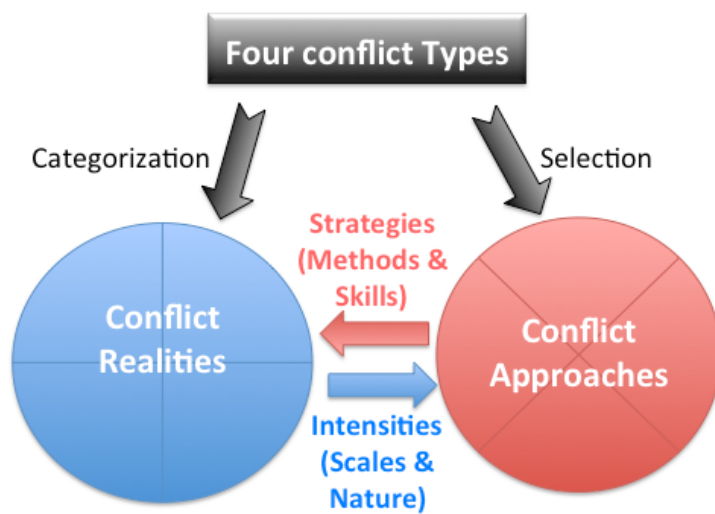 Four conflict Types
Categorization
Selection
Strategies
(Methods &
Skills)
Conflict
Realities
Conflict
Approaches
Intensities
(Scales &
Nature)